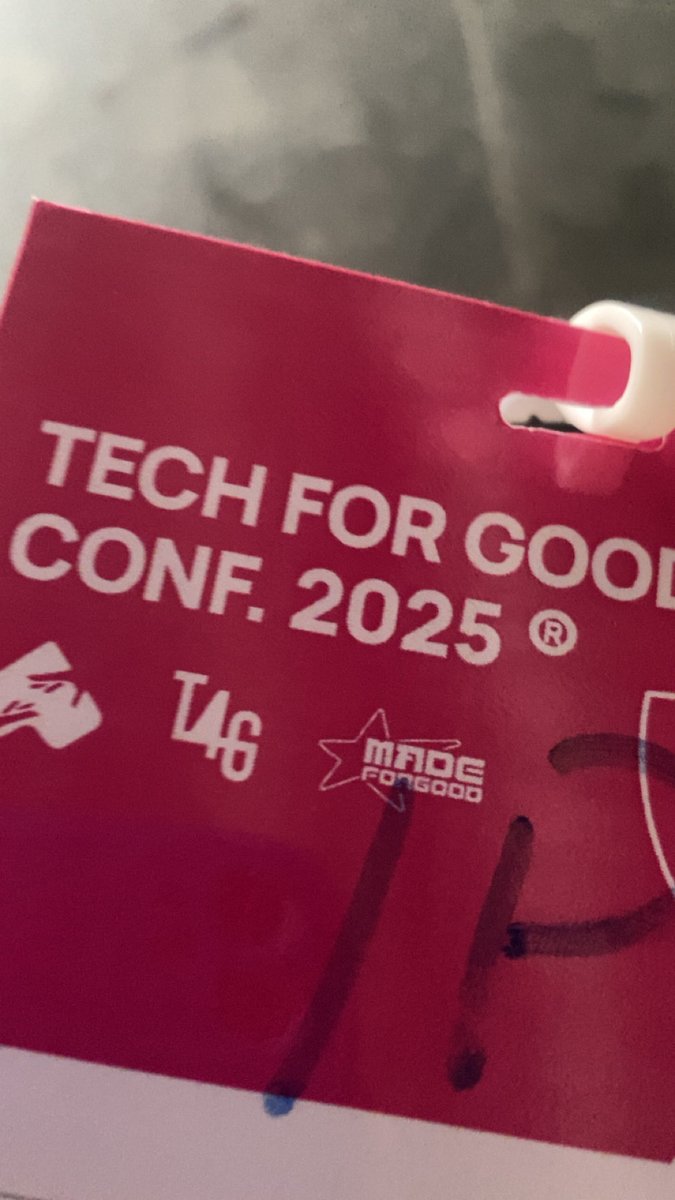 TECH FOR GOOD
CONF. 2025 ®
T4G
MADE
FORGOOD